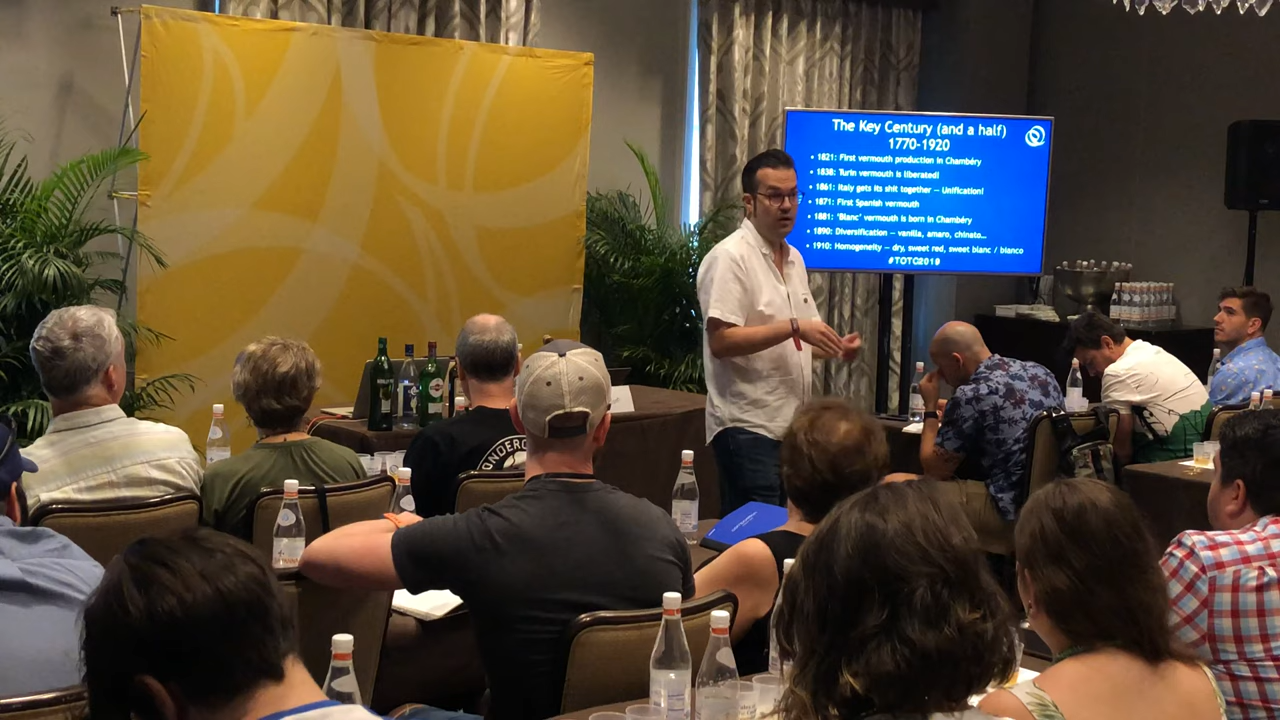 The Key Century (and a half)
1770-1920
• 1821: First vermouth production in Chambéry
• 1838: Turin vermouth is liberated!
• 1861: Italy gets its shit together – Unification!
• 1871: First Spanish vermouth
• 1881: 'Blanc' vermouth is born in Chambéry
• 1890: Diversification – vanilla, amaro, chinato…
• 1910: Homogeneity – dry, sweet red, sweet blanc / bianco
#TOTC2019